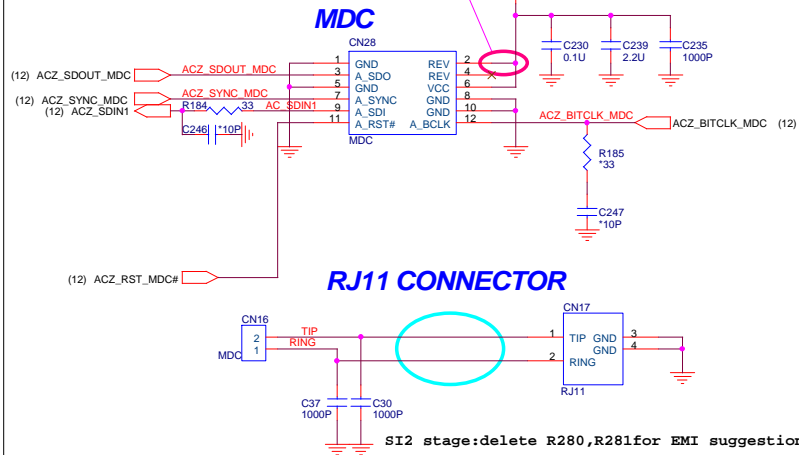 MDC
CN28
1 GND REV 2
3 A_SDO REV 4
5 GND VCC 6
7 A_SYNC GND 8
9 A_SDI GND 10
11 A_RST# A_BCLK 12
MDC
(12) ACZ_SDOUT_MDC ACZ_SDOUT_MDC
(12) ACZ_SYNC_MDC ACZ_SYNC_MDC
(12) ACZ_SDIN1 R184 33 AC_SDIN1
C246 *10P
C230
0.1U
C239
2.2U
C235
1000P
ACZ_BITCLK_MDC ACZ_BITCLK_MDC (12)
R185
*33
C247
*10P
(12) ACZ_RST_MDC#
RJ11 CONNECTOR
CN16
2 TIP
1 RING
MDC
C37
1000P
C30
1000P
CN17
1 TIP GND 3
GND 4
2 RING
RJ11
SI2 stage:delete R280,R281for EMI suggestion